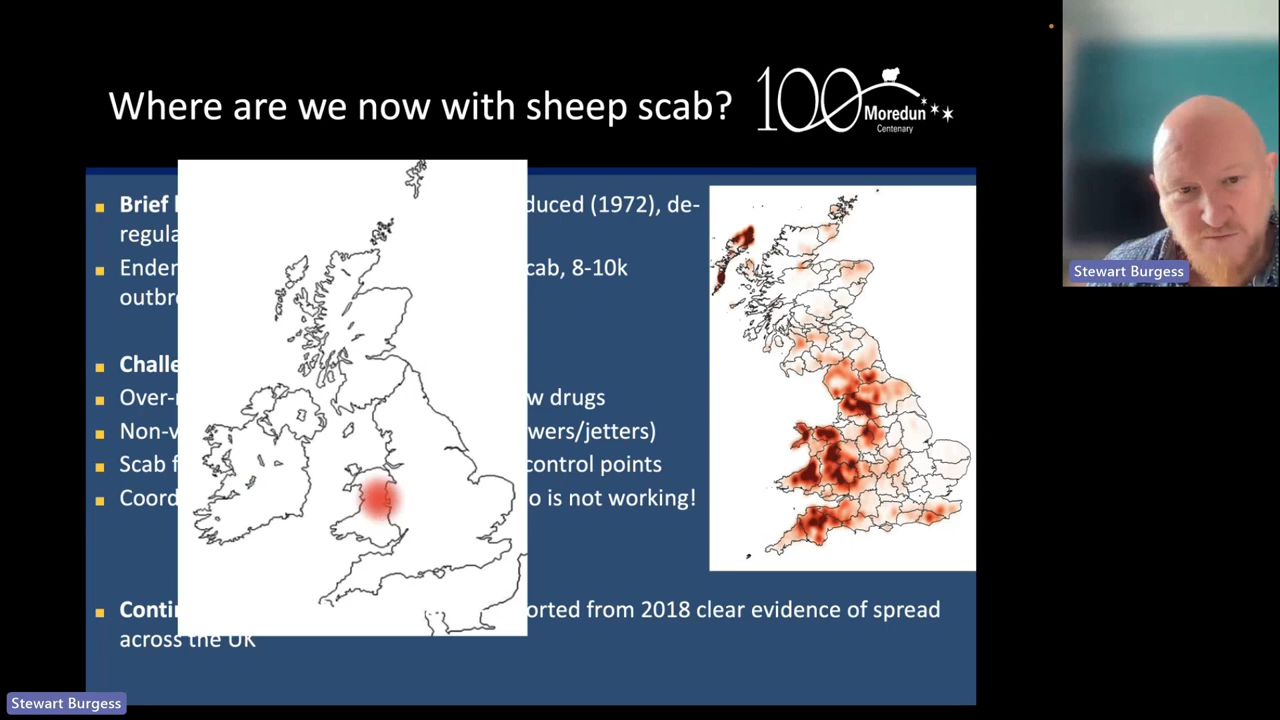 Where are we now with sheep scab?
100
Moredun
Centenary
Brief
duced (1972), de-
regula
Ender
cab, 8-10k
outbre
Challe
Over-
w drugs
Non-v
wers/jetters)
Scab f
control points
Coord
o is not working!
Conti
orted from 2018 clear evidence of spread
across the UK
Stewart Burgess
Stewart Burgess